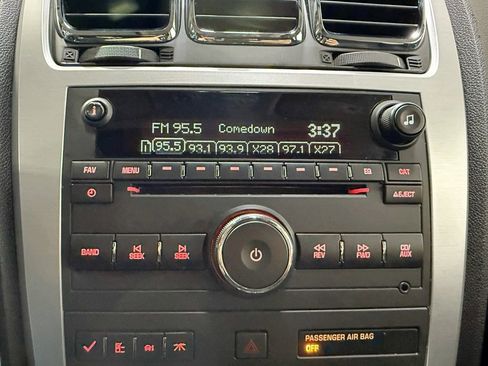 FM 95.5 Comedown 3:37
1 95.5 93.1 93.9 X28 97.1 X27
FAV MENU EQ CAT
EJECT
BAND SEEK SEEK REV FWD CD/AUX
PASSENGER AIR BAG
OFF